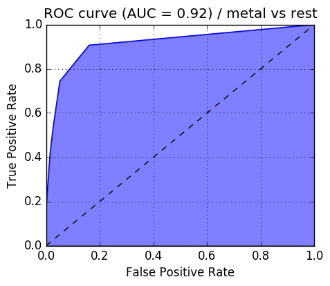 ROC curve (AUC = 0.92) / metal vs rest
1.0
0.8
0.6
0.4
0.2
0.0
True Positive Rate
0.0 0.2 0.4 0.6 0.8 1.0
False Positive Rate